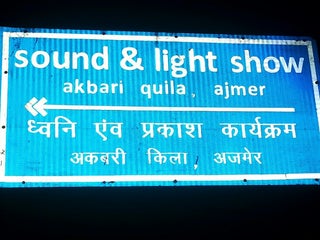 sound & light show
akbari quila, ajmer
ध्वनि एंव प्रकाश कार्यक्रम
अकबरी किला, अजमेर